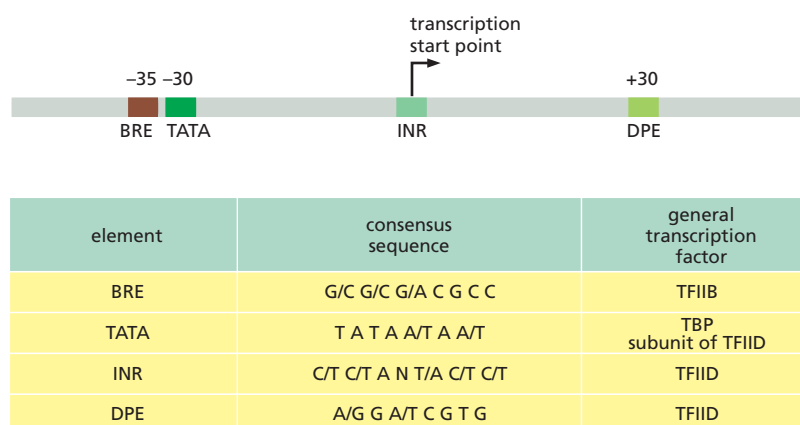 transcription
start point
–35 –30 +30
BRE TATA INR DPE
element consensus sequence general transcription factor
BRE G/C G/C G/A C G C C TFIIB
TATA T A T A A/T A A/T TBP subunit of TFIID
INR C/T C/T A N T/A C/T C/T TFIID
DPE A/G G A/T C G T G TFIID